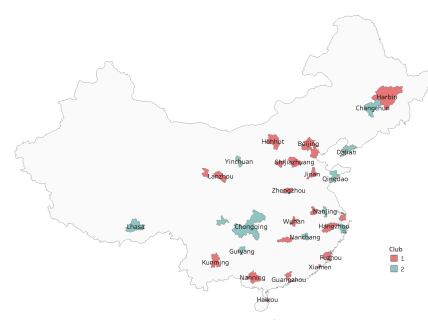 Harbin
Changchun
Hohhot
Beijing
Dalian
Yinchuan
Shijiazhuang
Lanzhou
Jinan
Qingdao
Zhengzhou
Nanjing
Wuhan
Hangzhou
Lhasa
Chongqing
Nanchang
Guiyang
Fuzhou
Kunming
Xiamen
Nanning
Guangzhou
Haikou
Club
1
2